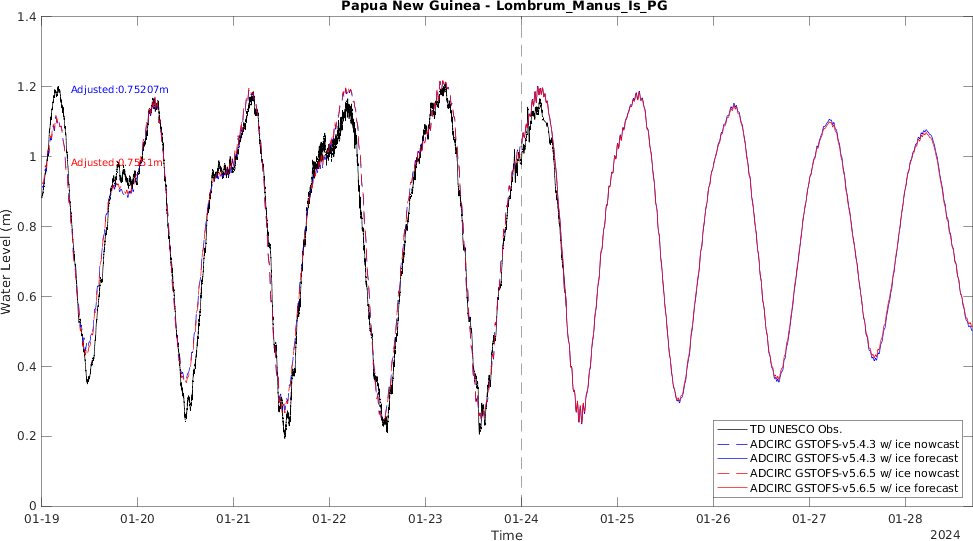 Papua New Guinea - Lombrum_Manus_Is_PG
1.4
1.2
1
0.8
0.6
0.4
0.2
0
Water Level (m)
Adjusted:0.75207m
Adjusted:0.7551m
TD UNESCO Obs.
ADCIRC GSTOFS-v5.4.3 w/ ice nowcast
ADCIRC GSTOFS-v5.4.3 w/ ice forecast
ADCIRC GSTOFS-v5.6.5 w/ ice nowcast
ADCIRC GSTOFS-v5.6.5 w/ ice forecast
01-19 01-20 01-21 01-22 01-23 01-24 01-25 01-26 01-27 01-28
Time
2024